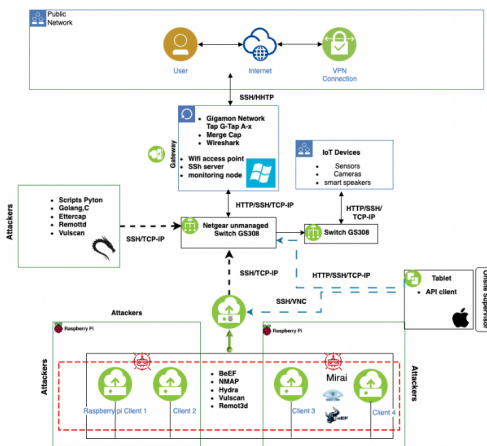 Public
Network
User
Internet
VPN
Connection
SSH/HHTP
Gigamon Network
Tap G-Tap A-x
Merge Cap
Wireshark
Wifi access point
SSh server
monitoring node
Gateway
IoT Devices
Sensors
Cameras
smart speakers
HTTP/SSH/TCP-IP
HTTP/SSH/
TCP-IP
Attackers
Scripts Pyton
Golang,C
Ettercap
Remottd
Vulscan
SSH/TCP-IP
Netgear unmanaged
Switch GS308
Switch GS308
SSH/TCP-IP
HTTP/SSH/TCP-IP
SSH/VNC
Tablet
API client
Onsite Supervisor
Attackers
Raspberry Pi
Raspberry Pi
Attackers
BeEF
NMAP
Hydra
Vulscan
Remot3d
Mirai
BeEF
Attackers
Raspberry pi Client 1
Client 2
Client 3
Client 4